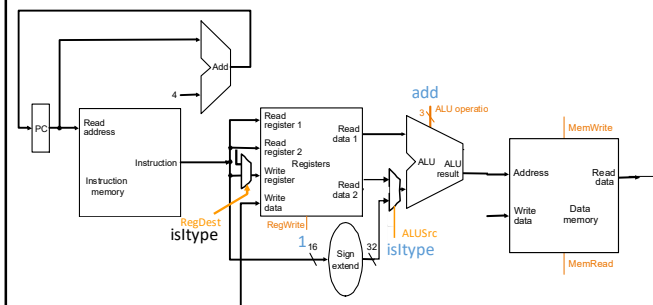 Add
4
PC
Read
address
Instruction
Instruction
memory
Read
register 1
Read
register 2
Write
register
Write
data
Registers
Read
data 1
Read
data 2
RegDest
isItype
RegWrite
1
16
Sign
extend
32
add
3
ALU operatio
ALU
ALU
result
ALUSrc
isItype
MemWrite
Address
Read
data
Write
data
Data
memory
MemRead